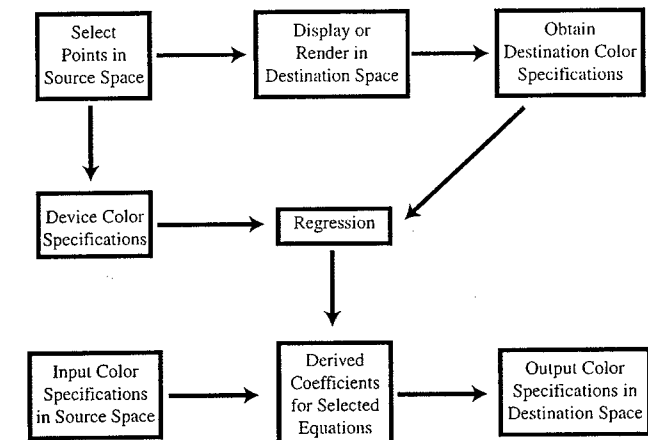 Select
Points in
Source Space
Display or
Render in
Destination Space
Obtain
Destination Color
Specifications
Device Color
Specifications
Regression
Input Color
Specifications
in Source Space
Derived
Coefficients
for Selected
Equations
Output Color
Specifications in
Destination Space